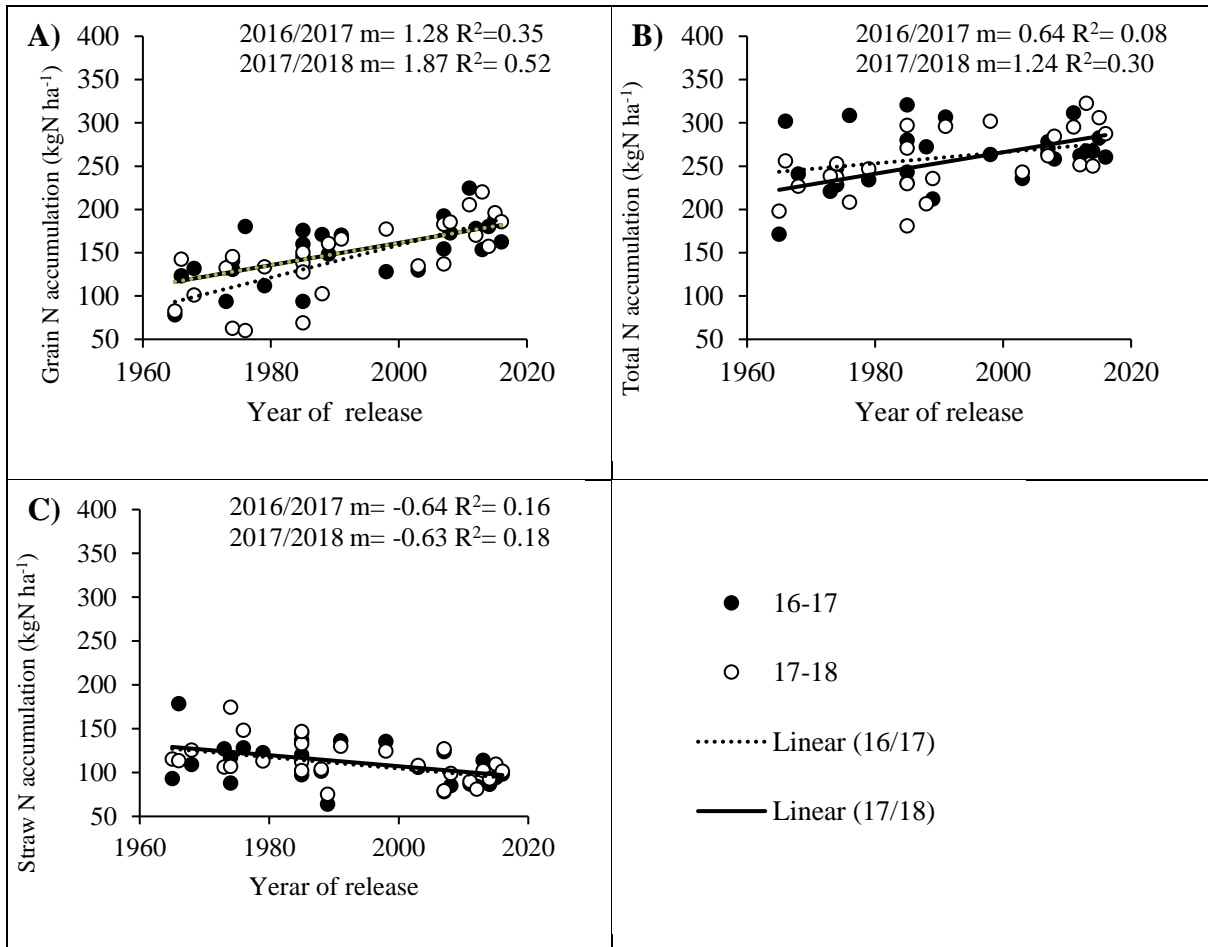 A)
2016/2017 m= 1.28 R²=0.35
2017/2018 m= 1.87 R²= 0.52
Grain N accumulation (kgN ha⁻¹)
400
350
300
250
200
150
100
50
1960 1980 2000 2020
Year of release
B)
2016/2017 m= 0.64 R²= 0.08
2017/2018 m=1.24 R²=0.30
Total N accumulation (kgN ha⁻¹)
400
350
300
250
200
150
100
50
1960 1980 2000 2020
Year of release
C)
2016/2017 m= -0.64 R²= 0.16
2017/2018 m= -0.63 R²= 0.18
Straw N accumulation (kgN ha⁻¹)
400
350
300
250
200
150
100
50
1960 1980 2000 2020
Yerar of release
16-17
17-18
Linear (16/17)
Linear (17/18)